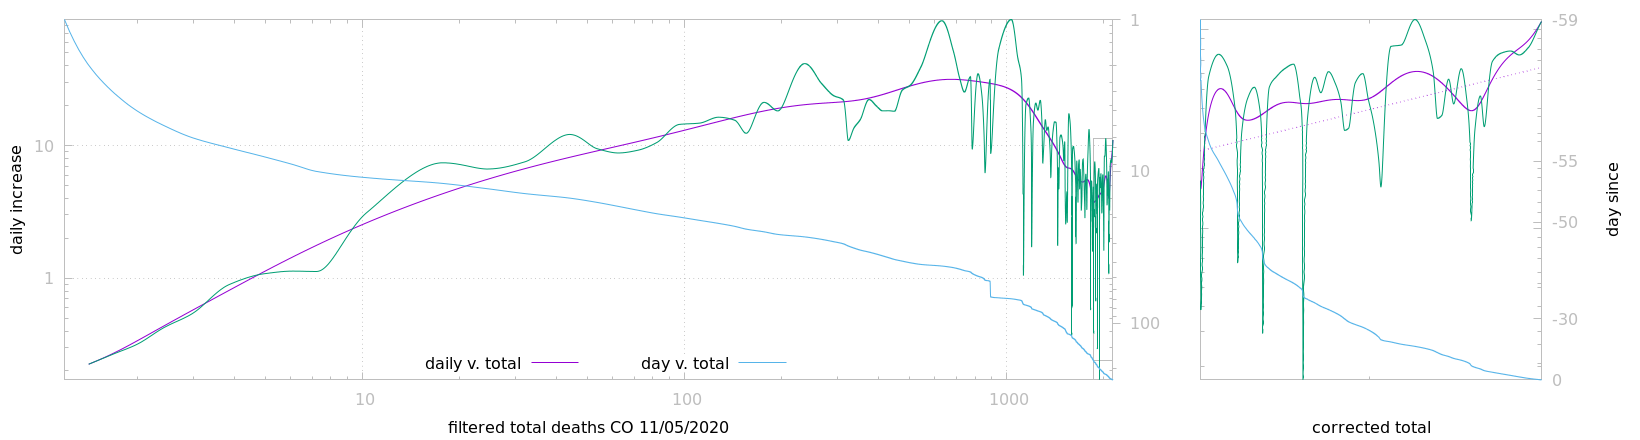 1
-59
daily increase
10
1
10
100
-55
-50
-30
0
day since
daily v. total
day v. total
10
100
1000
filtered total deaths CO 11/05/2020
corrected total